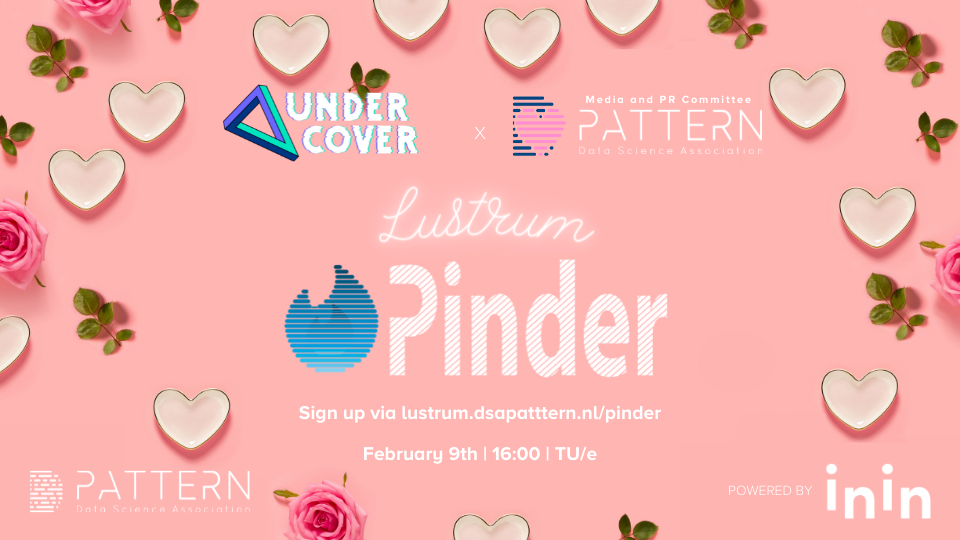 UNDER
COVER
x
Media and PR Committee
PATTERN
Data Science Association
Lustrum
Pinder
Sign up via lustrum.dsapatttern.nl/pinder
February 9th | 16:00 | TU/e
PATTERN
Data Science Association
POWERED BY inin